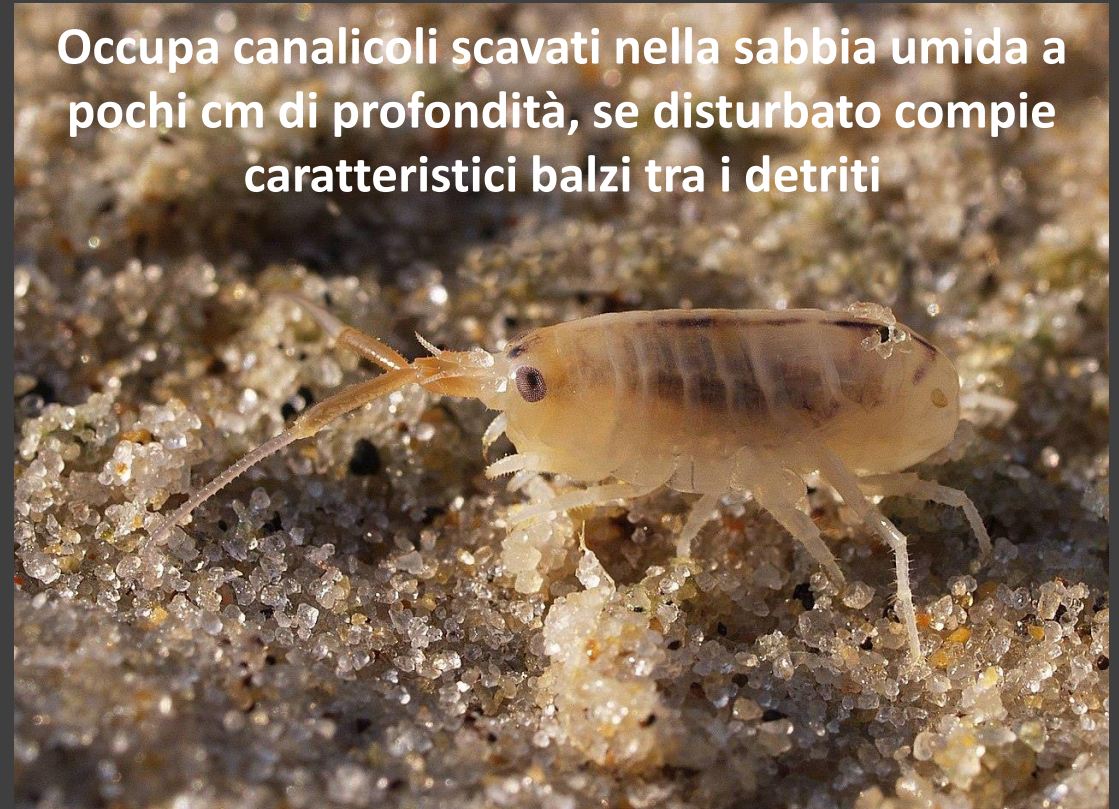 Occupa canalicoli scavati nella sabbia umida a
pochi cm di profondità, se disturbato compie
caratteristici balzi tra i detriti